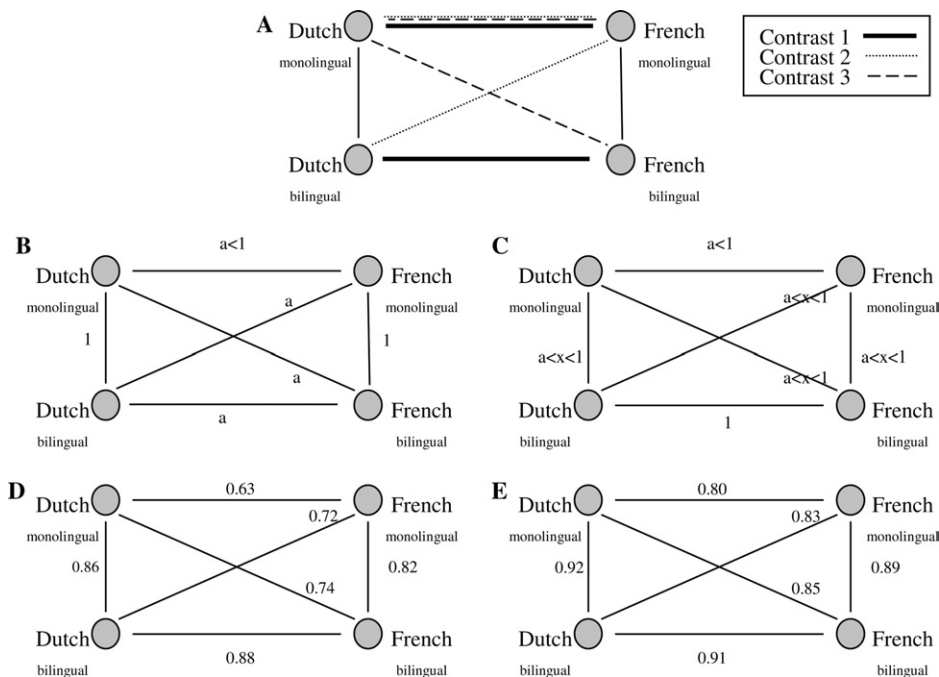 A
Dutch
monolingual
French
monolingual
Dutch
bilingual
French
bilingual
Contrast 1
Contrast 2
Contrast 3
B
a<1
Dutch
monolingual
French
monolingual
a
1
1
a
Dutch
bilingual
a
French
bilingual
C
a<1
Dutch
monolingual
French
monolingual
a<x<1
a<x<1
a<x<1
a<x<1
Dutch
bilingual
1
French
bilingual
D
0.63
Dutch
monolingual
French
monolingual
0.72
0.86
0.82
0.74
Dutch
bilingual
0.88
French
bilingual
E
0.80
Dutch
monolingual
French
monolingual
0.83
0.92
0.89
0.85
Dutch
bilingual
0.91
French
bilingual